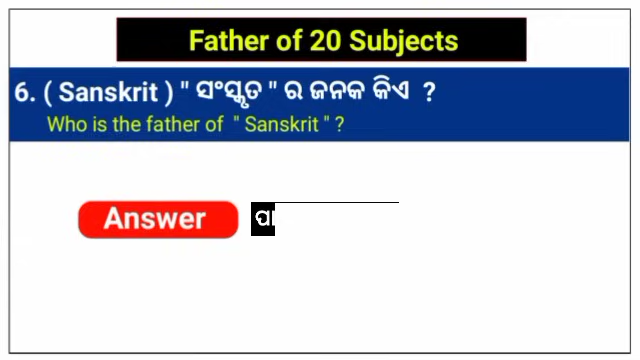 Father of 20 Subjects
6. ( Sanskrit ) " ସଂସ୍କୃତ " ର ଜନକ କିଏ ?
Who is the father of " Sanskrit " ?
Answer